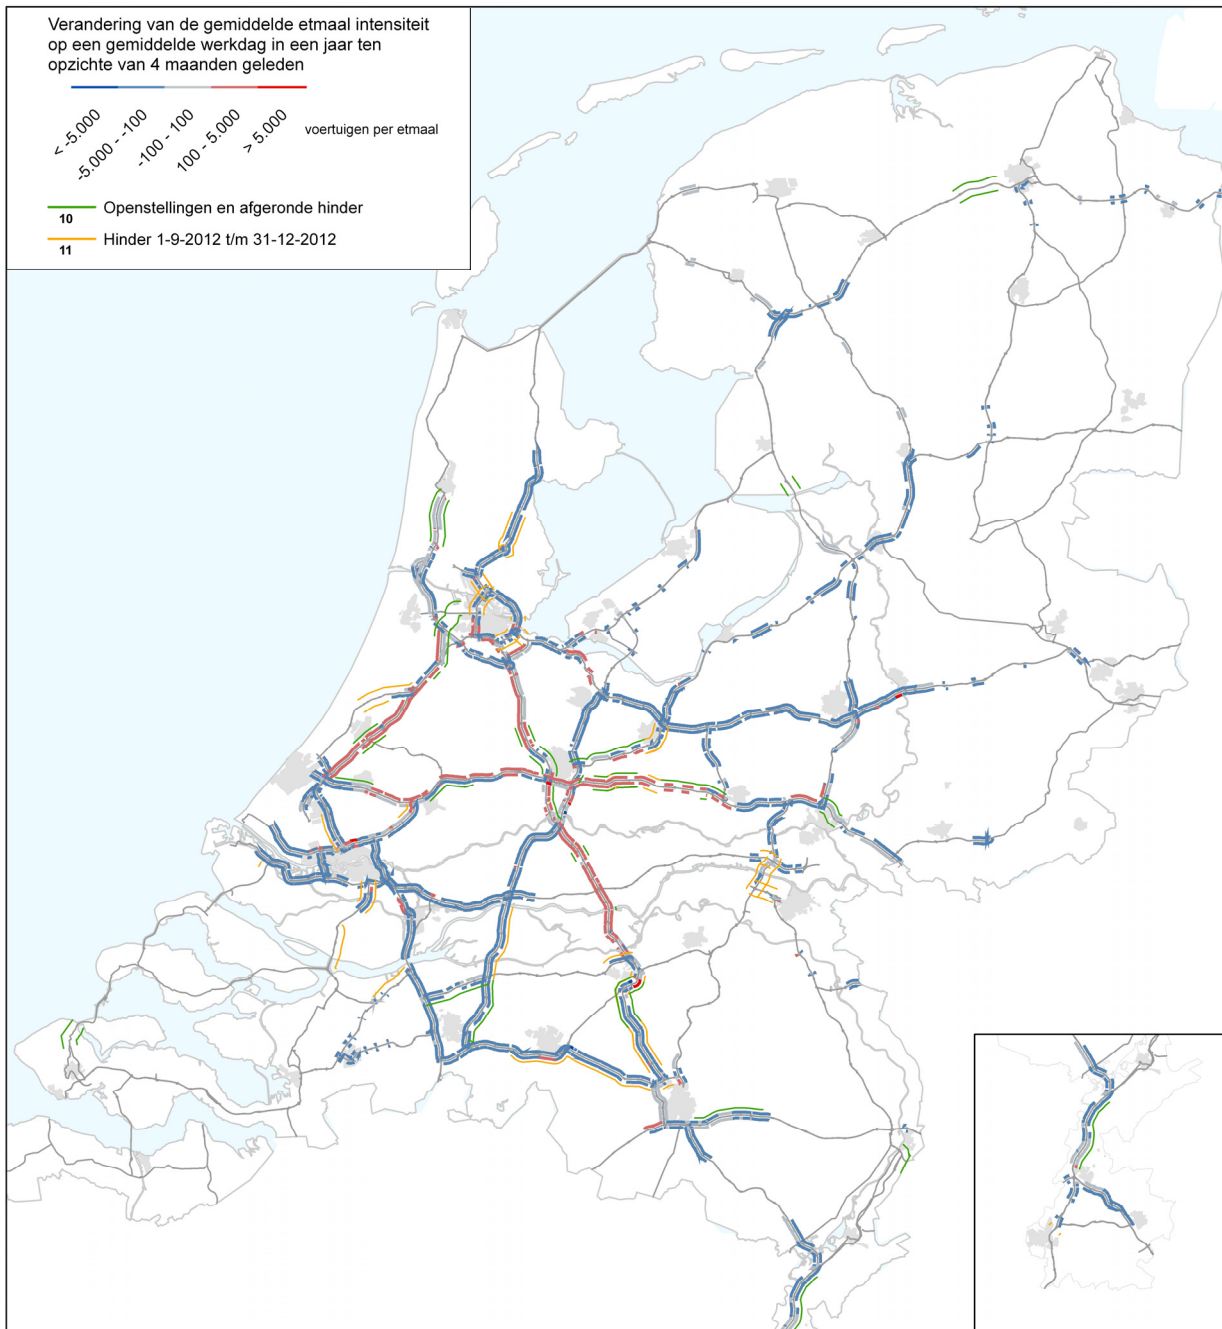 Verandering van de gemiddelde etmaal intensiteit
op een gemiddelde werkdag in een jaar ten
opzichte van 4 maanden geleden
< -5.000
-5.000 - -100
-100 - 100
100 - 5.000
> 5.000
voertuigen per etmaal
10 Openstellingen en afgeronde hinder
11 Hinder 1-9-2012 t/m 31-12-2012